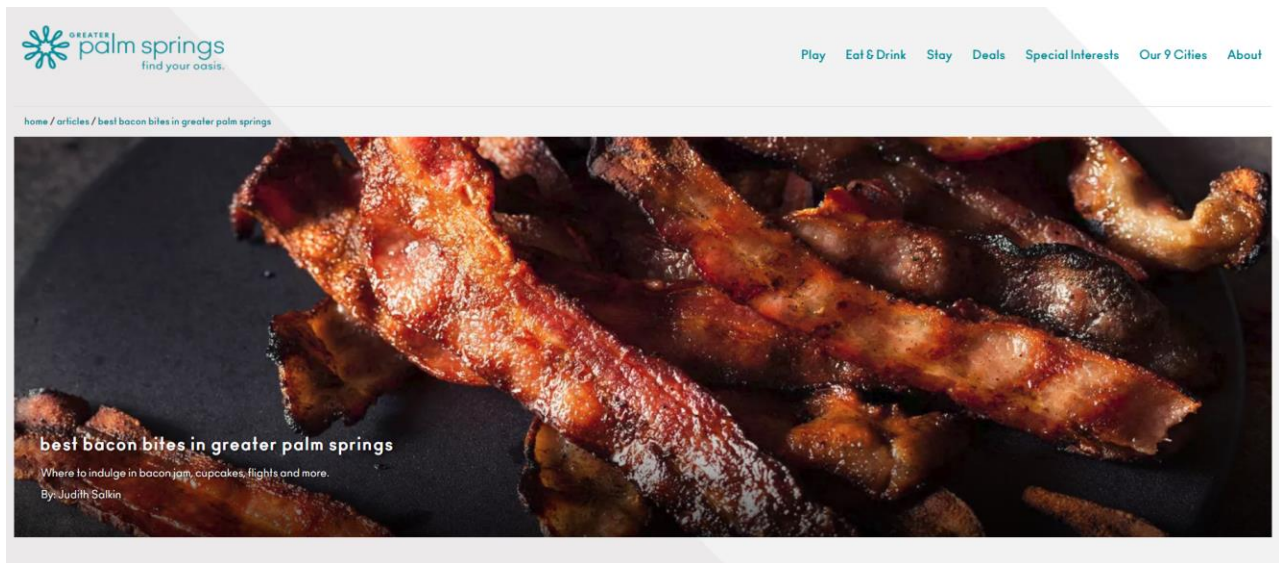 GREATER
palm springs
find your oasis.
Play Eat & Drink Stay Deals Special Interests Our 9 Cities About
home / articles / best bacon bites in greater palm springs
best bacon bites in greater palm springs
Where to indulge in bacon jam, cupcakes, flights and more.
By: Judith Salkin